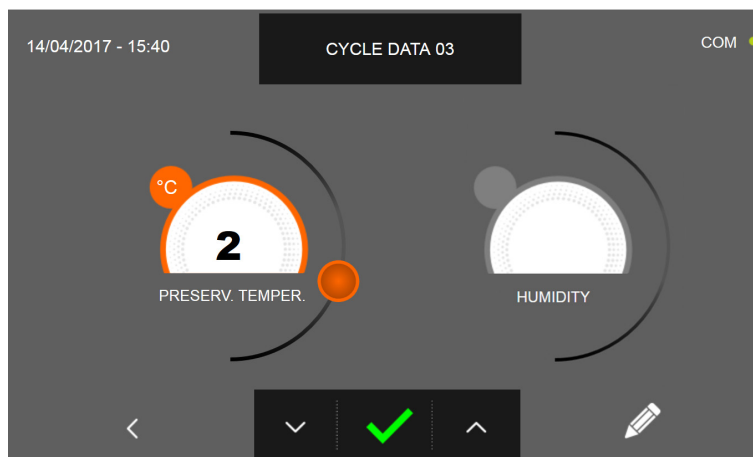 14/04/2017 - 15:40
CYCLE DATA 03
COM
°C
2
PRESERV. TEMPER.
HUMIDITY